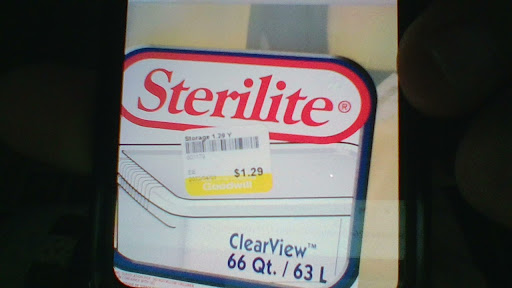 Sterilite®
Storage 1.29 Y
$1.29
Goodwill
ClearView™
66 Qt. / 63 L